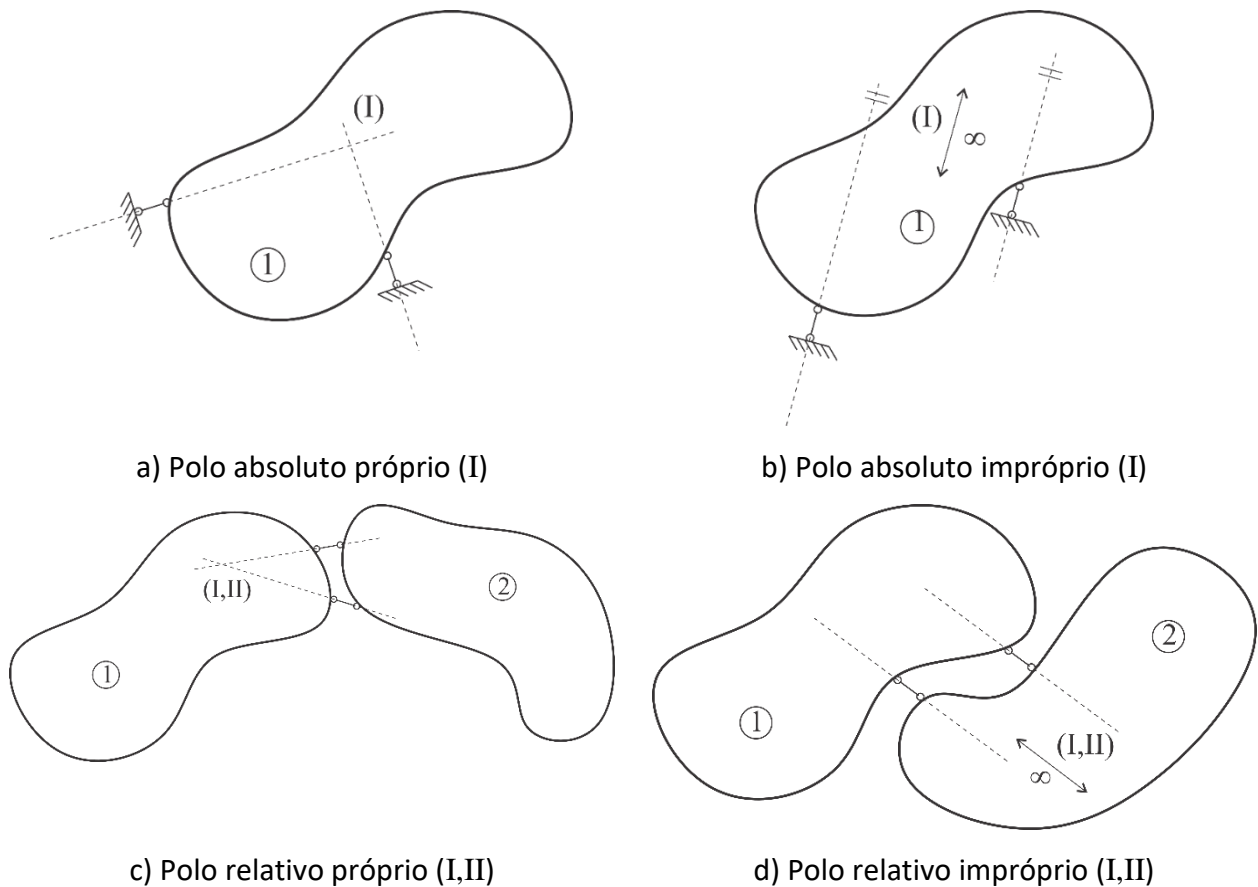 (I)
1
a) Polo absoluto próprio (I)
(I)
∞
1
b) Polo absoluto impróprio (I)
(I,II)
1
2
c) Polo relativo próprio (I,II)
1
2
(I,II)
∞
d) Polo relativo impróprio (I,II)